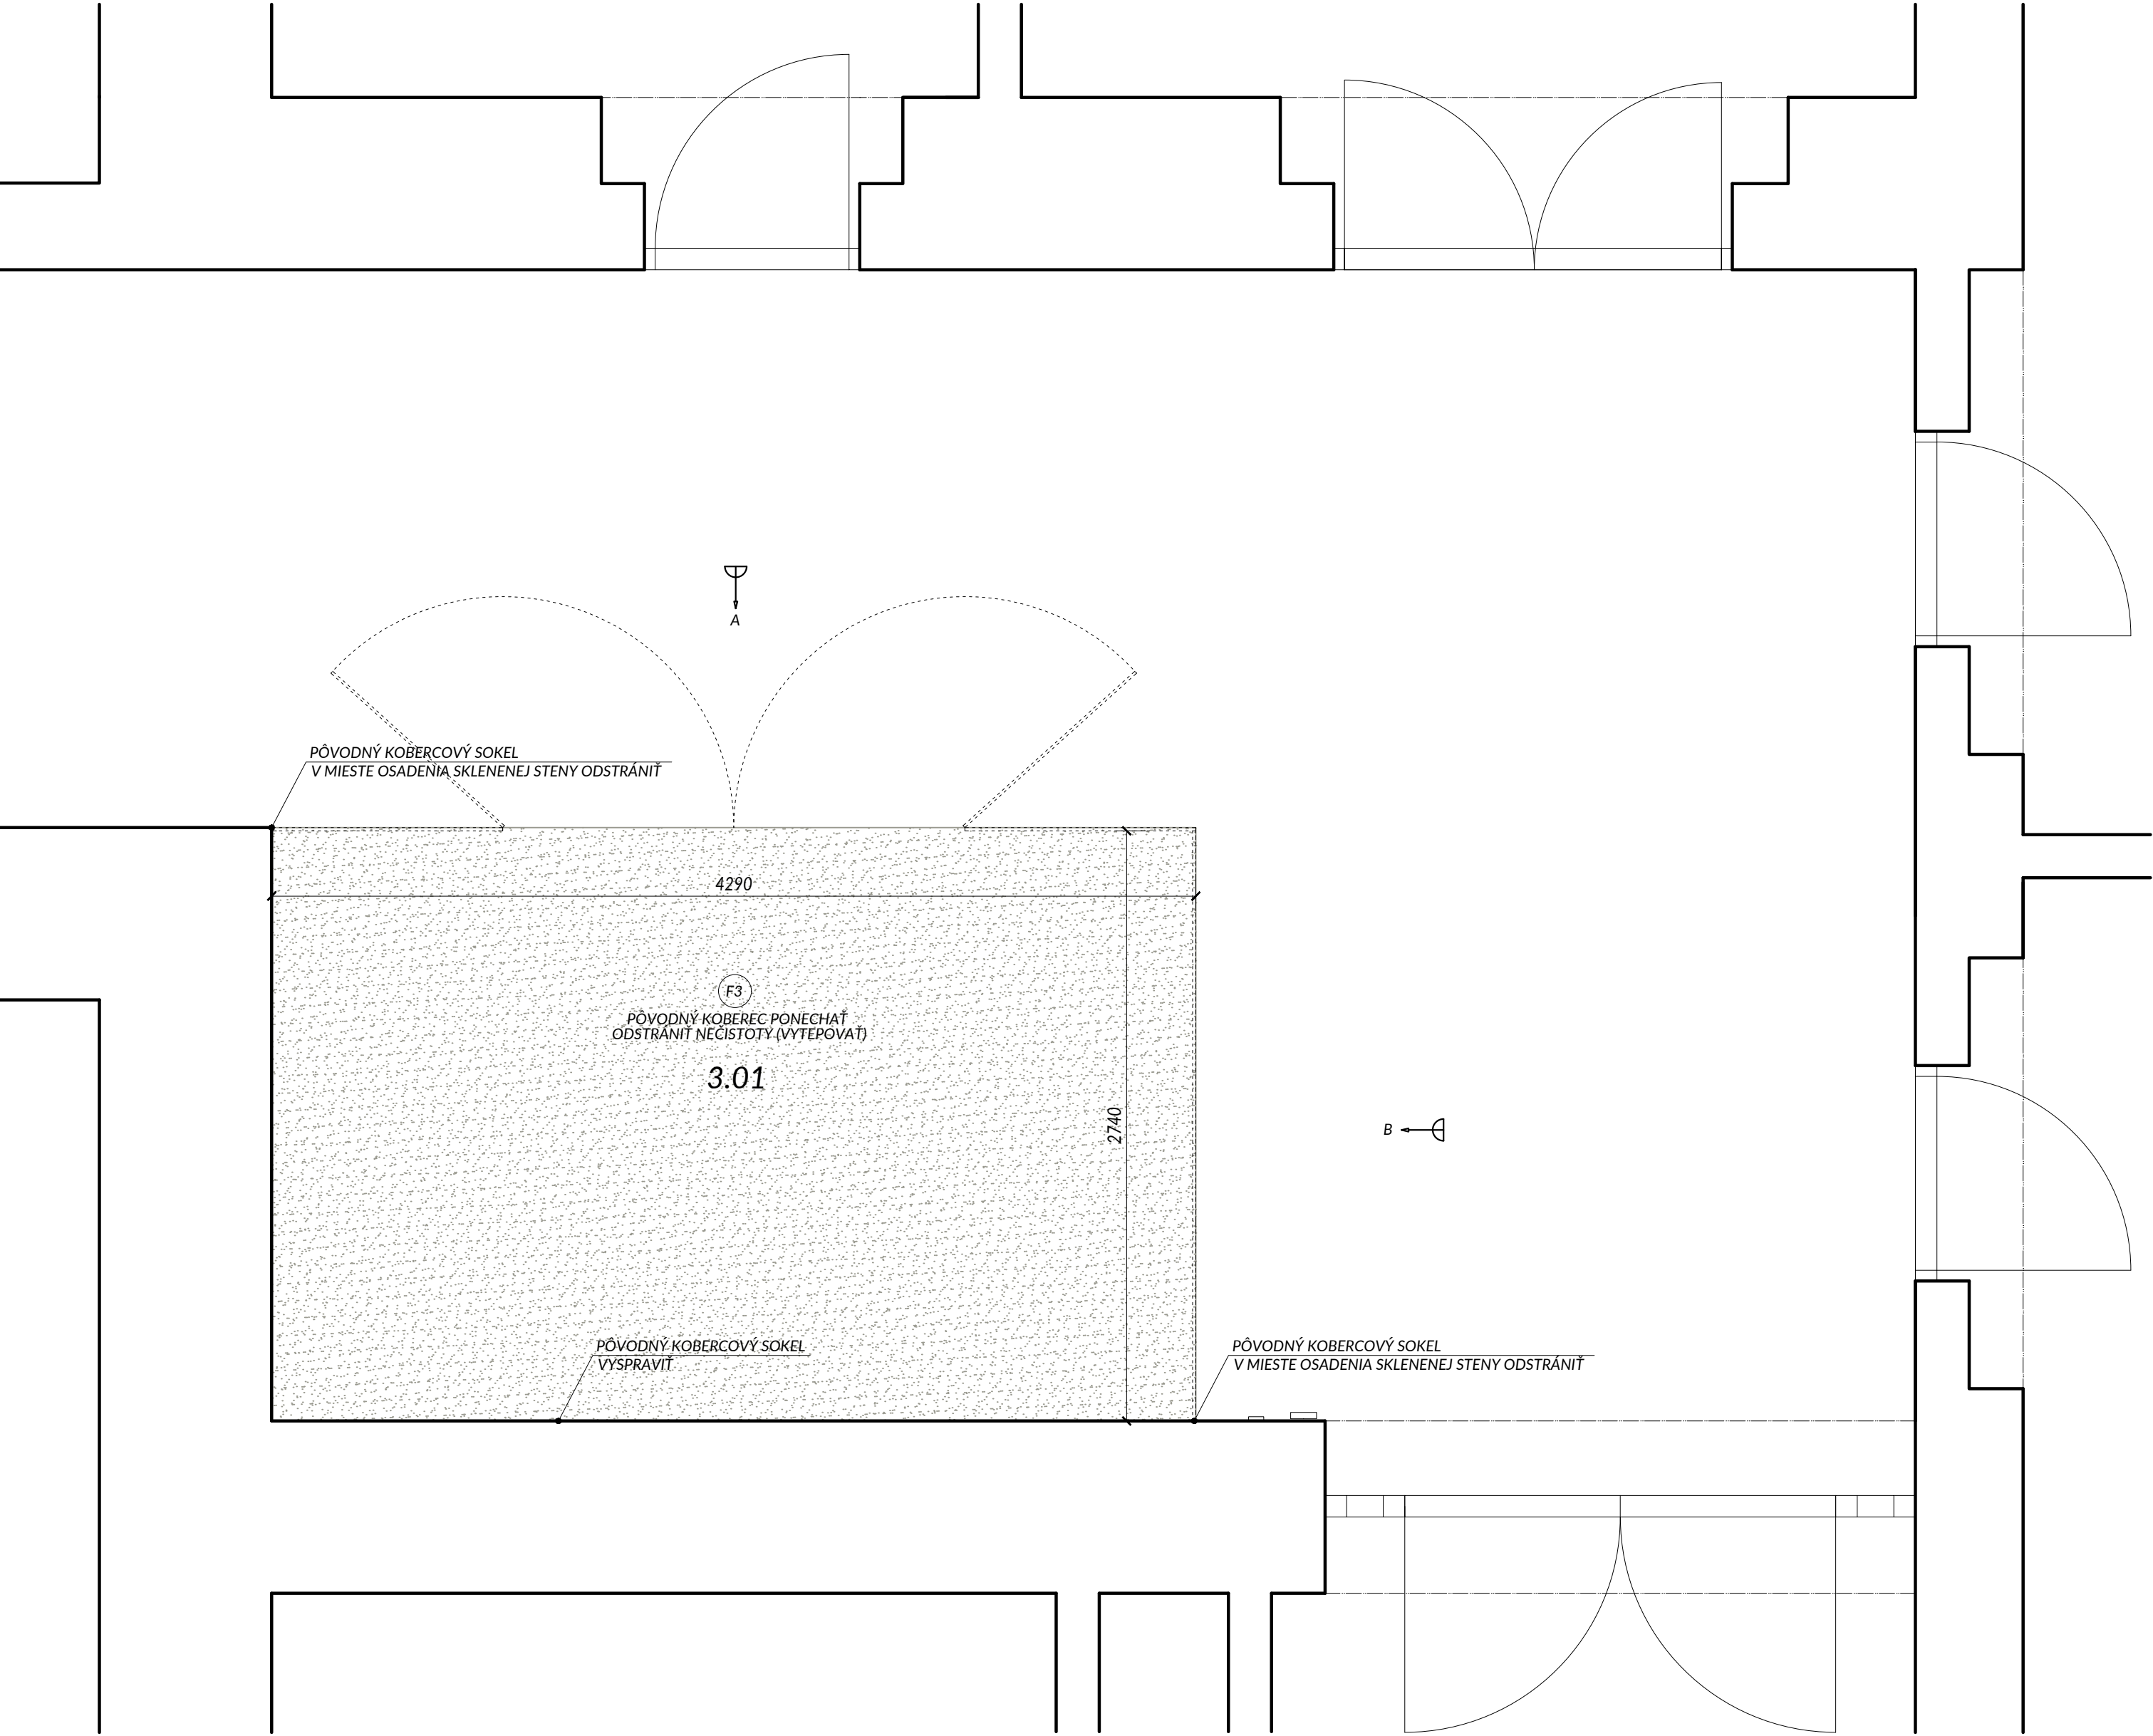 A
PÔVODNÝ KOBERCOVÝ SOKEL
V MIESTE OSADENIA SKLENENEJ STENY ODSTRÁNIŤ
4290
F3
PÔVODNÝ KOBEREC PONECHAŤ
ODSTRÁNIŤ NEČISTOTY (VYTEPOVAŤ)
3.01
2740
B
PÔVODNÝ KOBERCOVÝ SOKEL
VYSPRAVIŤ
PÔVODNÝ KOBERCOVÝ SOKEL
V MIESTE OSADENIA SKLENENEJ STENY ODSTRÁNIŤ